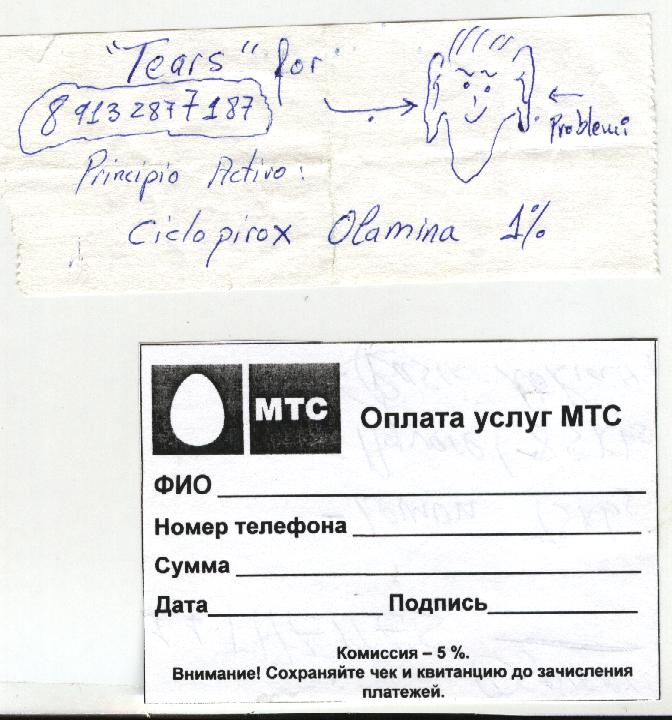 "Tears" for
8 913 287 7 187
Problemi
Principio Activo:
Ciclopirox Olamina 1%
МТС
Оплата услуг МТС
ФИО
Номер телефона
Сумма
Дата Подпись
Комиссия – 5 %.
Внимание! Сохраняйте чек и квитанцию до зачисления
платежей.